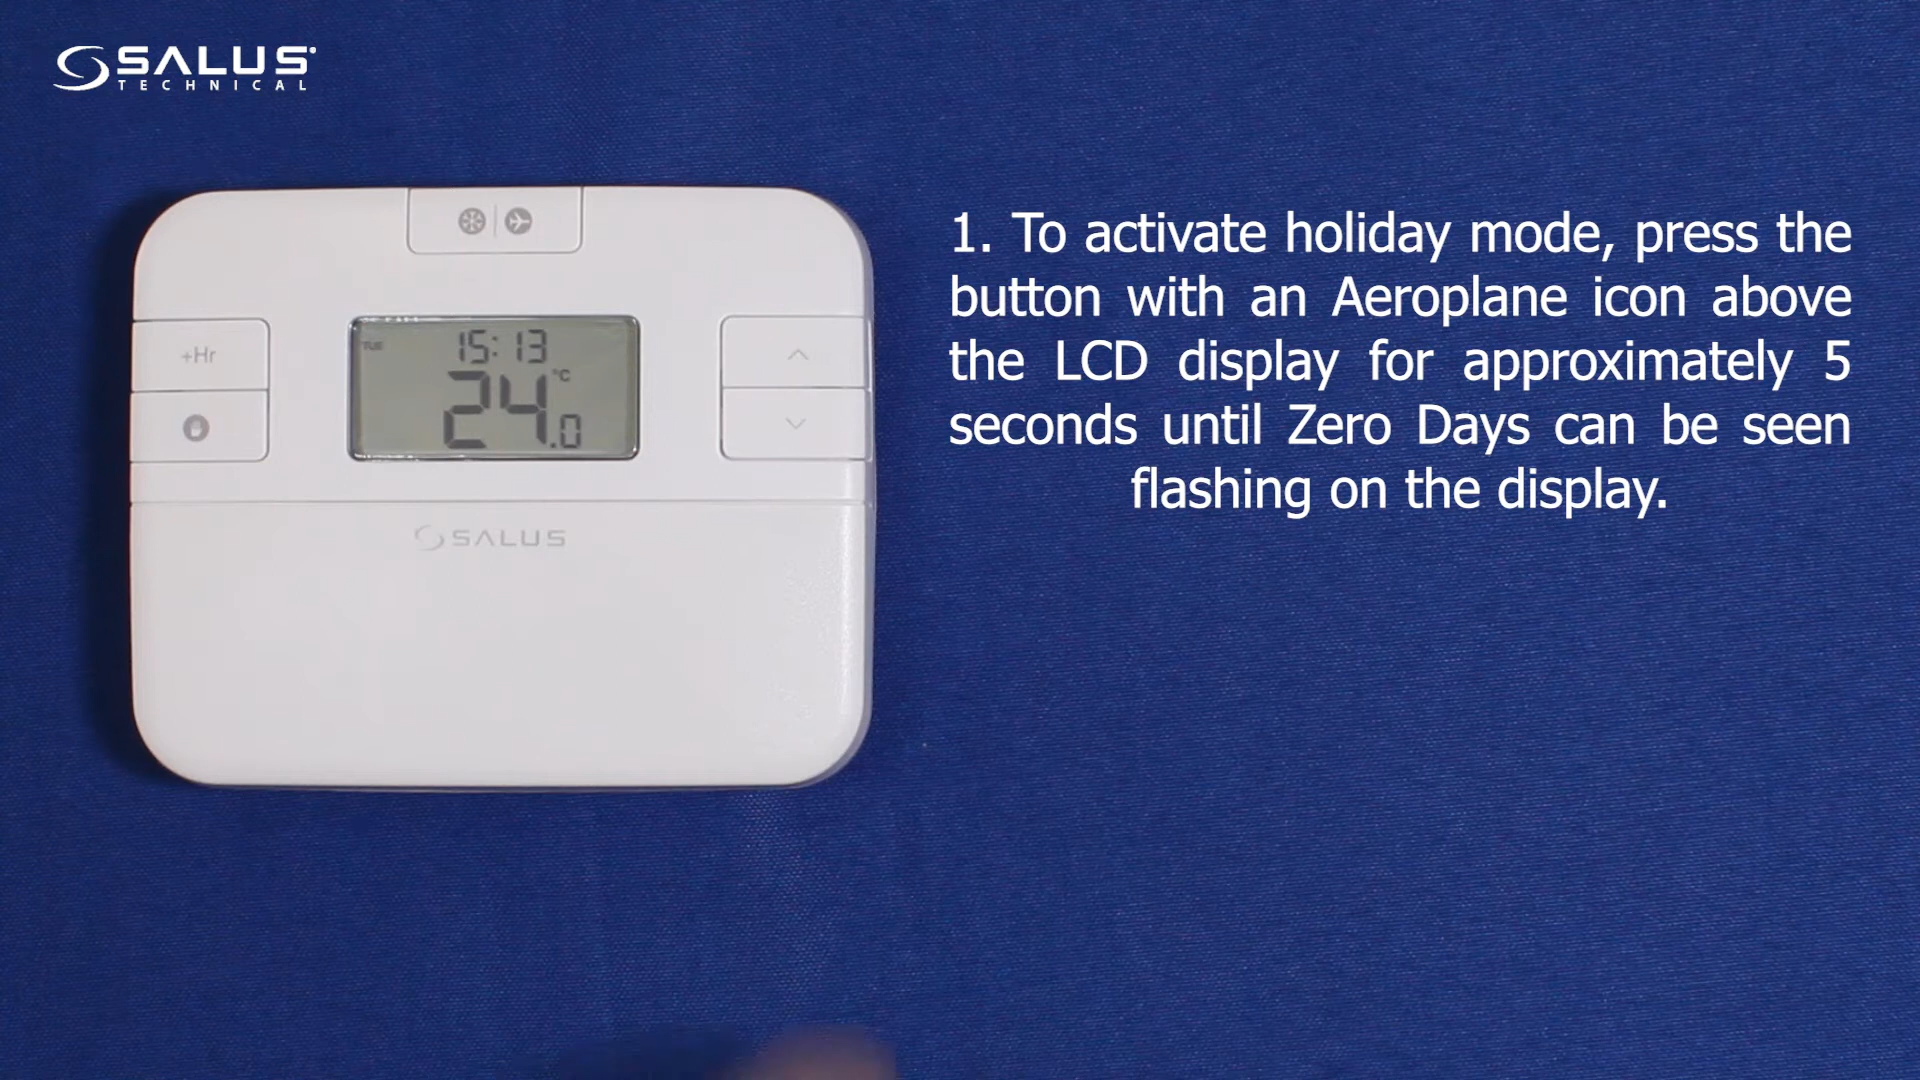 SALUS
TECHNICAL
1. To activate holiday mode, press the
button with an Aeroplane icon above
the LCD display for approximately 5
seconds until Zero Days can be seen
flashing on the display.
+Hr
TUE
15:13
24.0 °C
SALUS